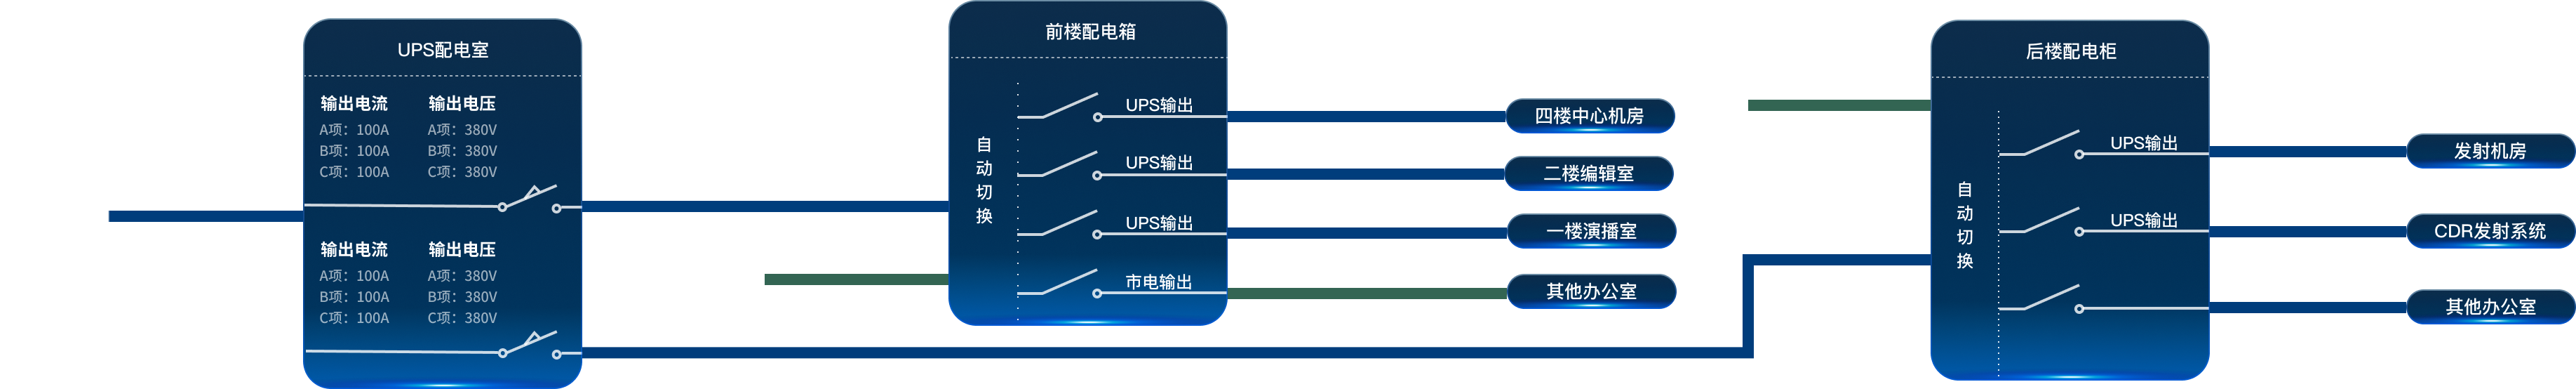 UPS配电室
输出电流 输出电压
A项：100A A项：380V
B项：100A B项：380V
C项：100A C项：380V
输出电流 输出电压
A项：100A A项：380V
B项：100A B项：380V
C项：100A C项：380V
前楼配电箱
自动切换
UPS输出
UPS输出
UPS输出
市电输出
四楼中心机房
二楼编辑室
一楼演播室
其他办公室
后楼配电柜
自动切换
UPS输出
UPS输出
发射机房
CDR发射系统
其他办公室